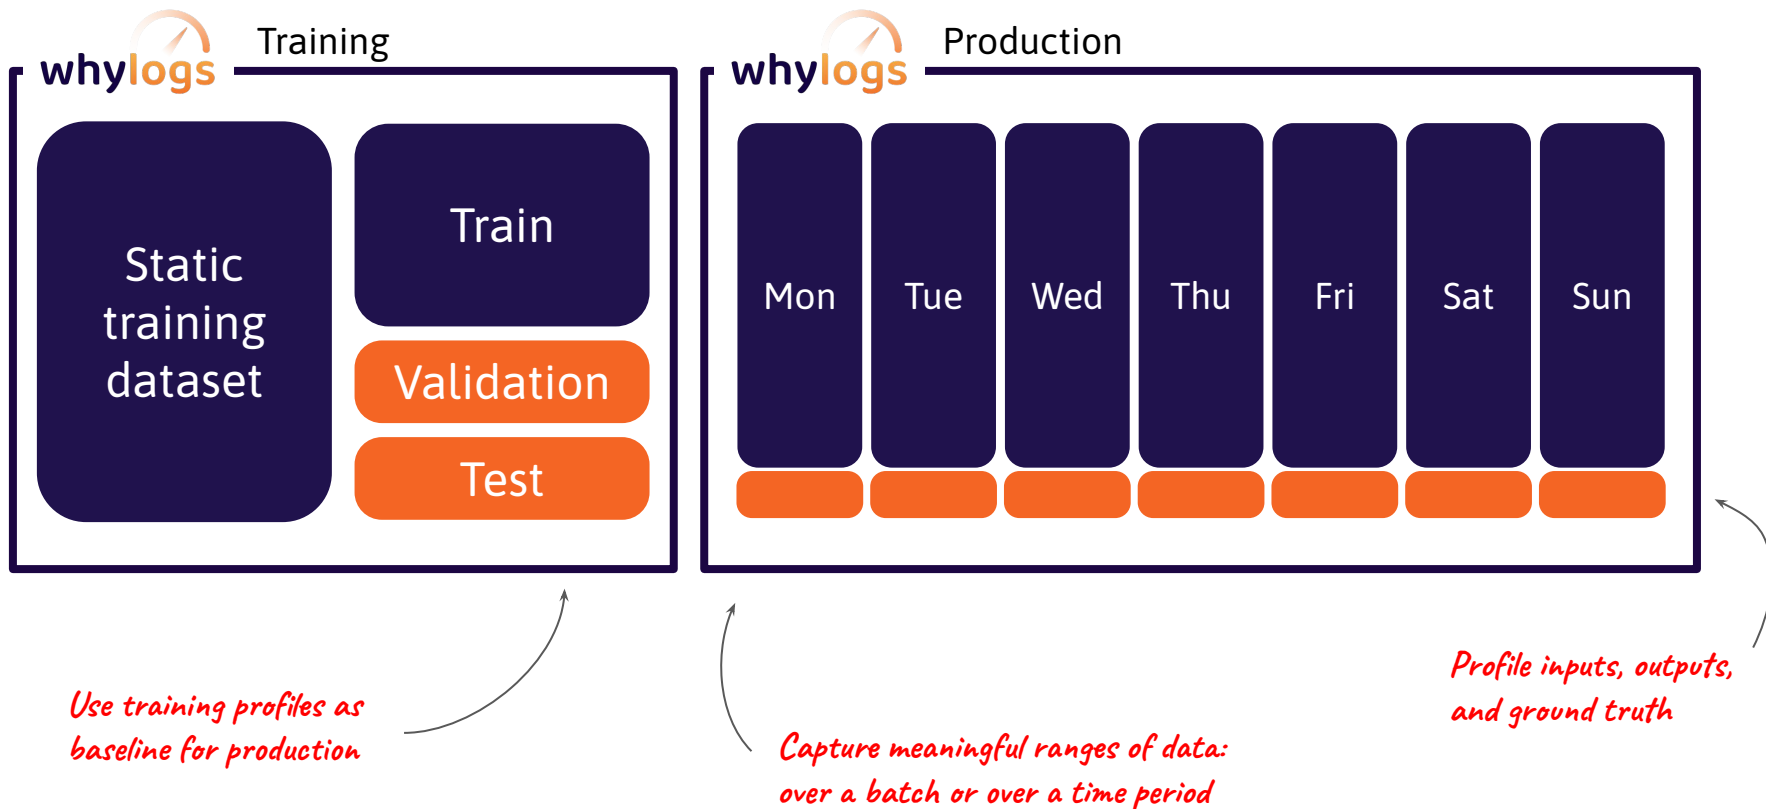 whylogs
Training
Static
training
dataset
Train
Validation
Test
whylogs
Production
Mon
Tue
Wed
Thu
Fri
Sat
Sun
Use training profiles as
baseline for production
Capture meaningful ranges of data:
over a batch or over a time period
Profile inputs, outputs,
and ground truth